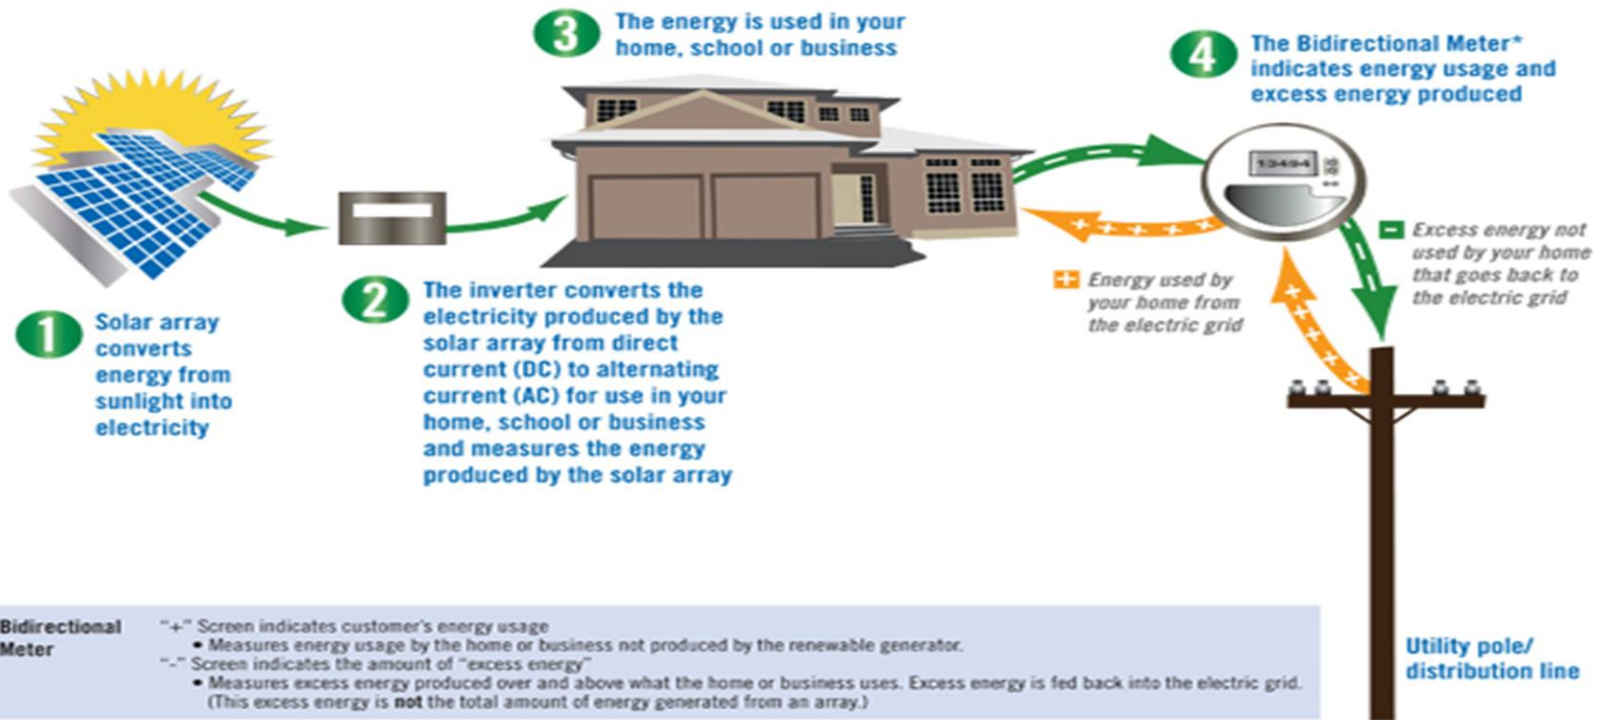 1
Solar array
converts
energy from
sunlight into
electricity
2
The inverter converts the
electricity produced by the
solar array from direct
current (DC) to alternating
current (AC) for use in your
home, school or business
and measures the energy
produced by the solar array
3
The energy is used in your
home, school or business
4
The Bidirectional Meter*
indicates energy usage and
excess energy produced
13494
+ Energy used by
your home from
the electric grid
- Excess energy not
used by your home
that goes back to
the electric grid
Utility pole/
distribution line
Bidirectional
Meter
"+" Screen indicates customer's energy usage
• Measures energy usage by the home or business not produced by the renewable generator.
"-" Screen indicates the amount of "excess energy"
• Measures excess energy produced over and above what the home or business uses. Excess energy is fed back into the electric grid.
(This excess energy is not the total amount of energy generated from an array.)